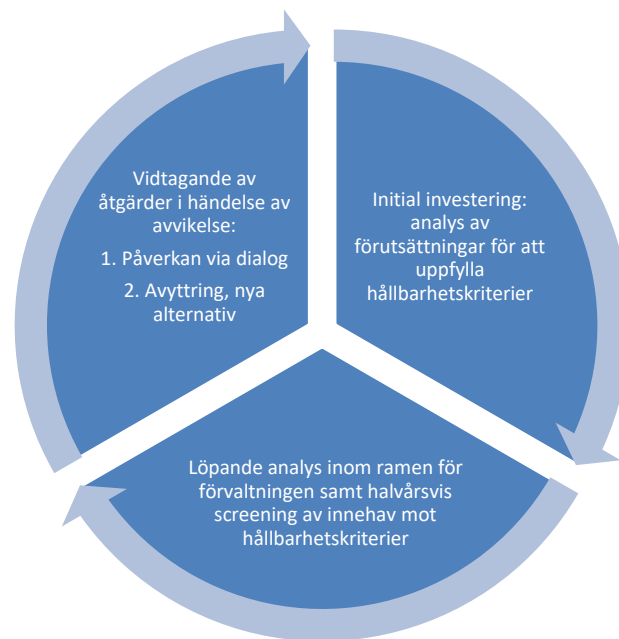 Initial investering:
analys av
förutsättningar för att
uppfylla
hållbarhetskriterier
Löpande analys inom ramen för
förvaltningen samt halvårsvis
screening av innehav mot
hållbarhetskriterier
Vidtagande av
åtgärder i händelse av
avvikelse:
1. Påverkan via dialog
2. Avyttring, nya
alternativ